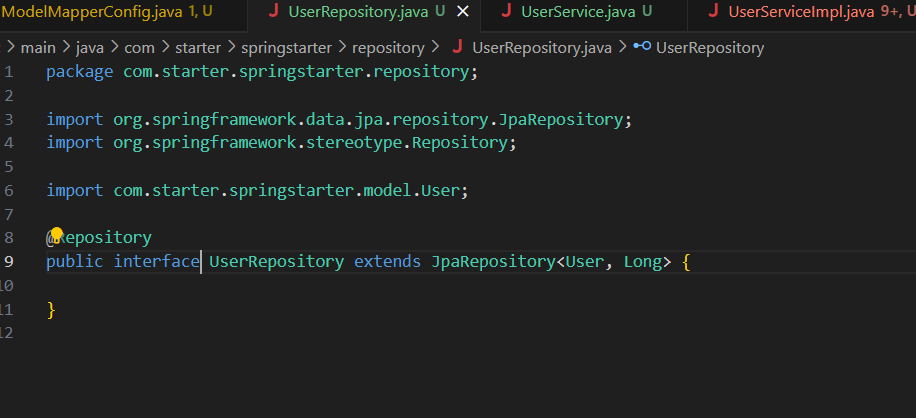 ModelMapperConfig.java 1, U UserRepository.java U UserService.java U UserServiceImpl.java 9+, U
main > java > com > starter > springstarter > repository > UserRepository.java > UserRepository
1 package com.starter.springstarter.repository;
2
3 import org.springframework.data.jpa.repository.JpaRepository;
4 import org.springframework.stereotype.Repository;
5
6 import com.starter.springstarter.model.User;
7
8 @Repository
9 public interface UserRepository extends JpaRepository<User, Long> {
10
11 }
12